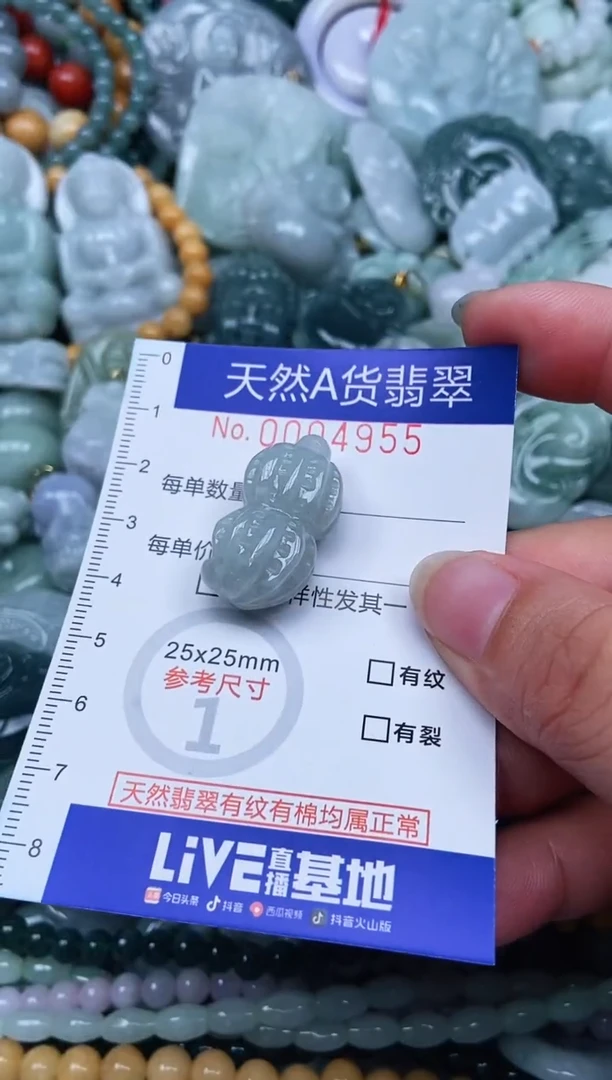 0
天然A货翡翠
1
No. 0004955
2
每单数量
3
每单价
4
样性发其一
5
25x25mm
参考尺寸
1
有纹
6
有裂
7
天然翡翠有纹有棉均属正常
8
LiVE直播基地
今日头条 抖音 西瓜视频 抖音火山版